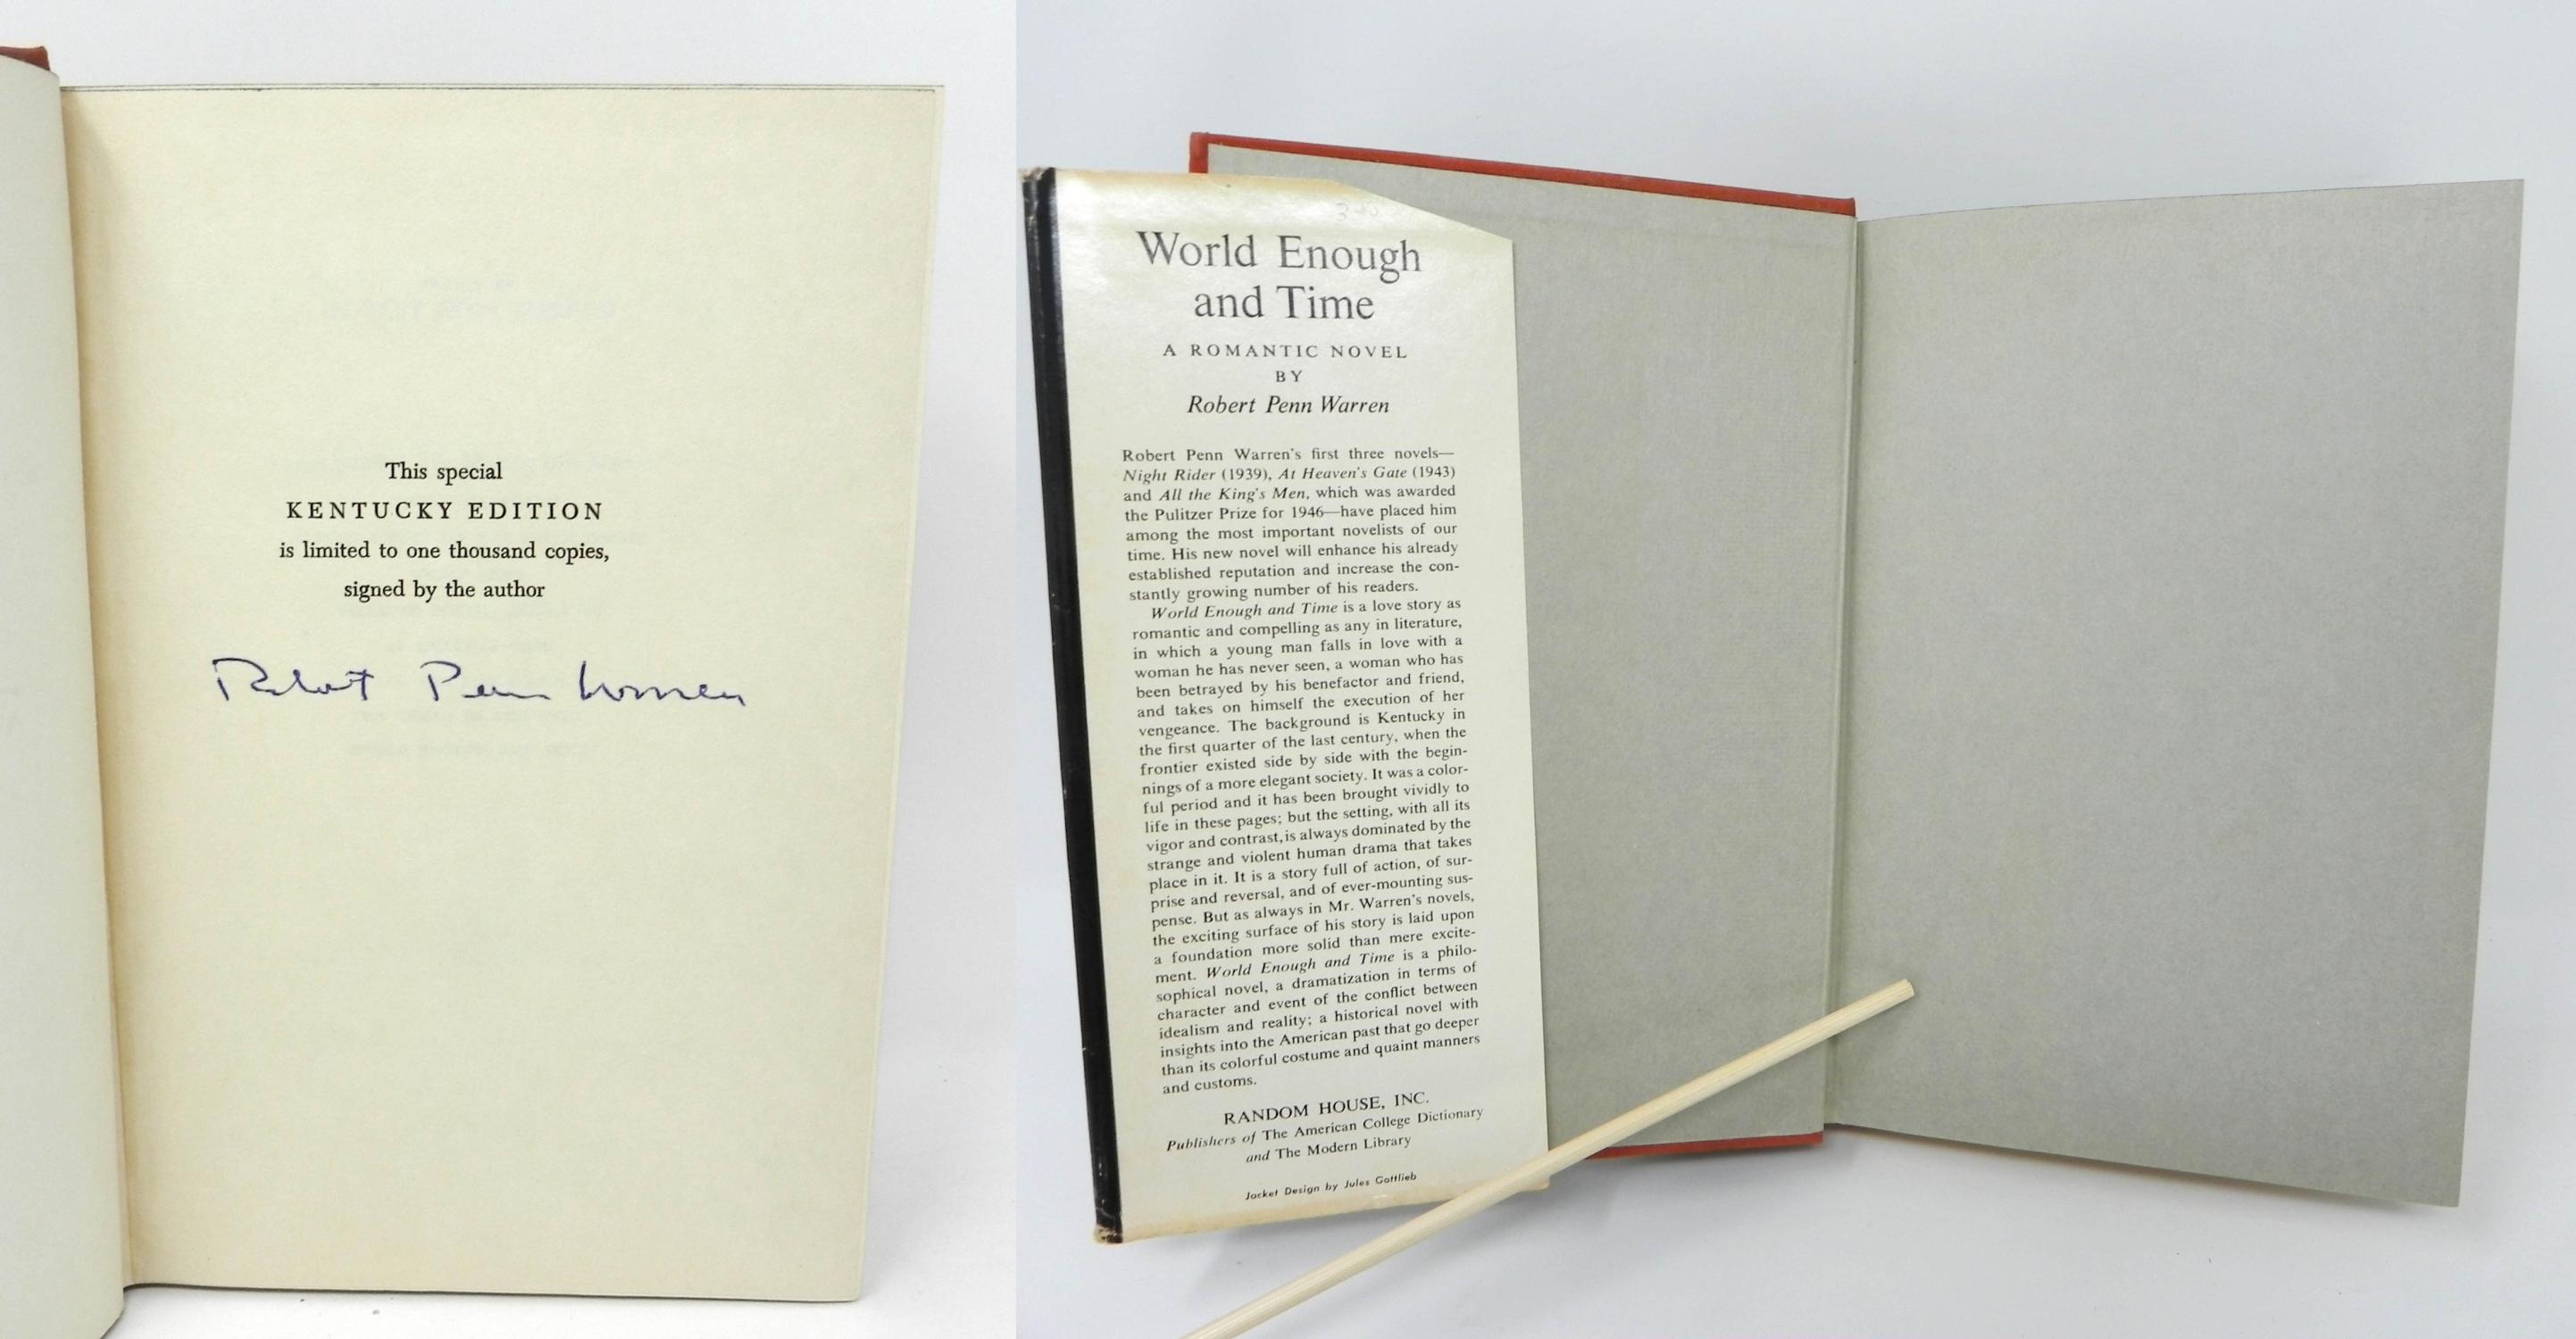 This special
KENTUCKY EDITION
is limited to one thousand copies,
signed by the author
Robert Penn Warren
World Enough
and Time
A ROMANTIC NOVEL
BY
Robert Penn Warren
Robert Penn Warren's first three novels—
Night Rider (1939), At Heaven's Gate (1943)
and All the King's Men, which was awarded
the Pulitzer Prize for 1946—have placed him
among the most important novelists of our
time. His new novel will enhance his already
established reputation and increase the con-
stantly growing number of his readers.
World Enough and Time is a love story as
romantic and compelling as any in literature,
in which a young man falls in love with a
woman he has never seen, a woman who has
been betrayed by his benefactor and friend,
and takes on himself the execution of her
vengeance. The background is Kentucky in
the first quarter of the last century, when the
frontier existed side by side with the begin-
nings of a more elegant society. It was a color-
ful period and it has been brought vividly to
life in these pages; but the setting, with all its
vigor and contrast, is always dominated by the
strange and violent human drama that takes
place in it. It is a story full of action, of sur-
prise and reversal, and of ever-mounting sus-
pense. But as always in Mr. Warren's novels,
the exciting surface of his story is laid upon
a foundation more solid than mere excite-
ment. World Enough and Time is a philo-
sophical novel, a dramatization in terms of
character and event of the conflict between
idealism and reality; a historical novel with
insights into the American past that go deeper
than its colorful costume and quaint manners
and customs.
RANDOM HOUSE, INC.
Publishers of The American College Dictionary
and The Modern Library
Jacket Design by Jules Gottlieb